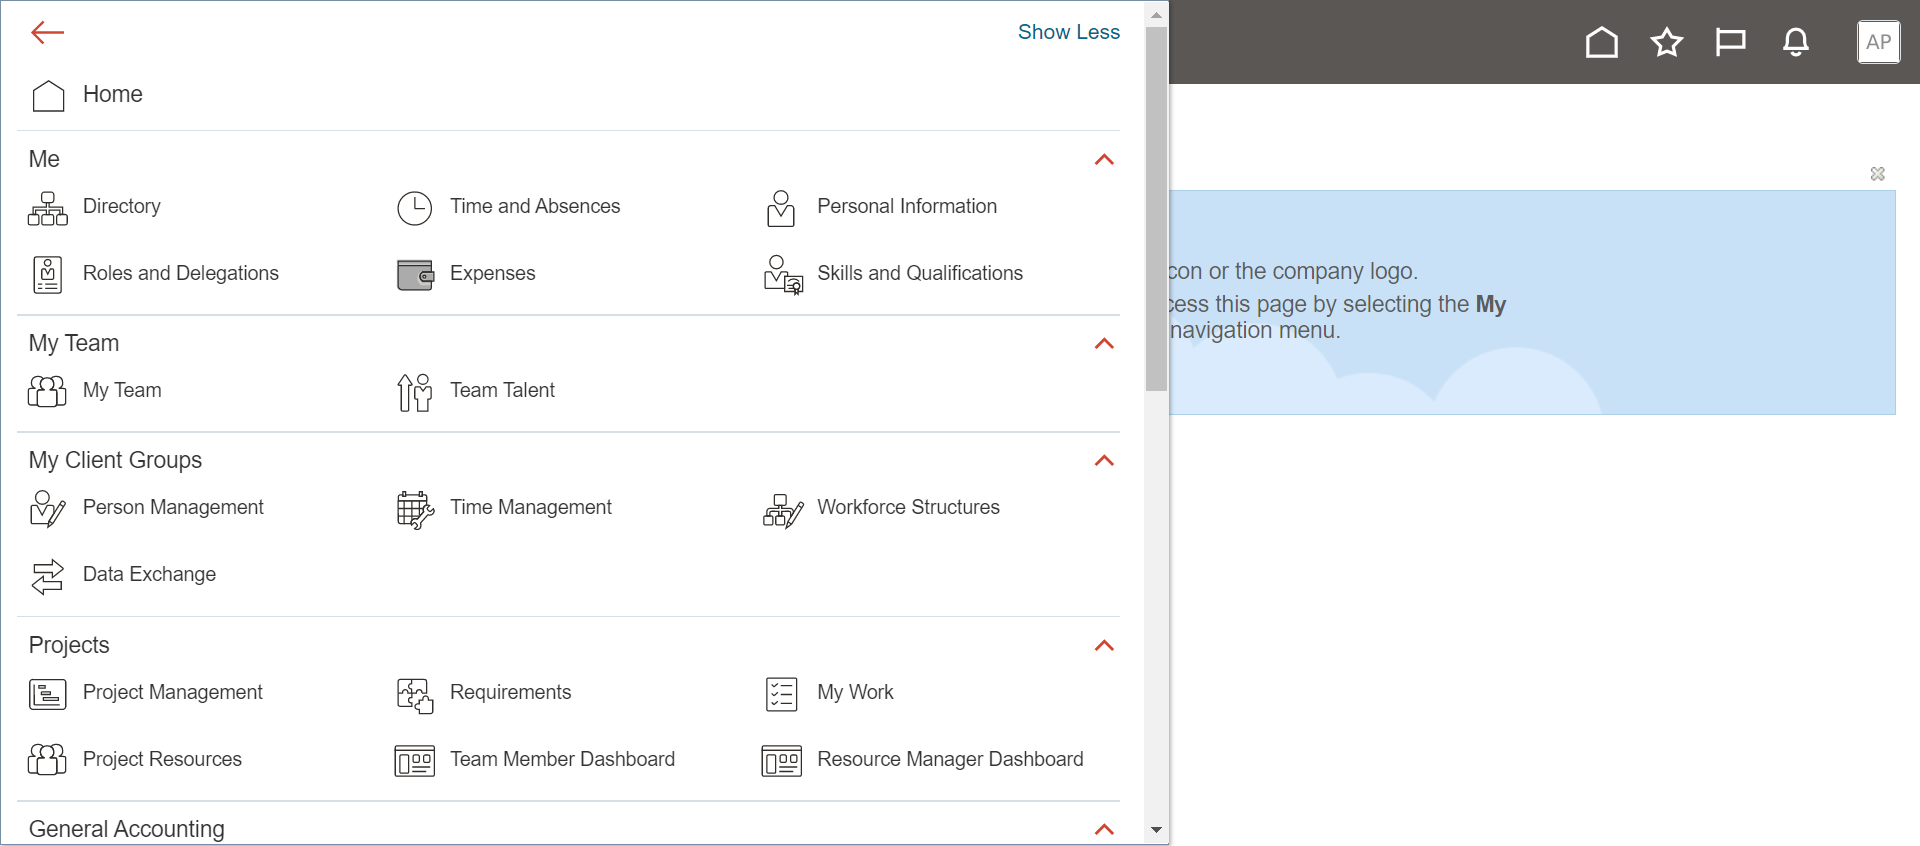 Show Less
AP
Home
Me
Directory
Time and Absences
Personal Information
Roles and Delegations
Expenses
Skills and Qualifications
con or the company logo.
cess this page by selecting the My
navigation menu.
My Team
My Team
Team Talent
My Client Groups
Person Management
Time Management
Workforce Structures
Data Exchange
Projects
Project Management
Requirements
My Work
Project Resources
Team Member Dashboard
Resource Manager Dashboard
General Accounting